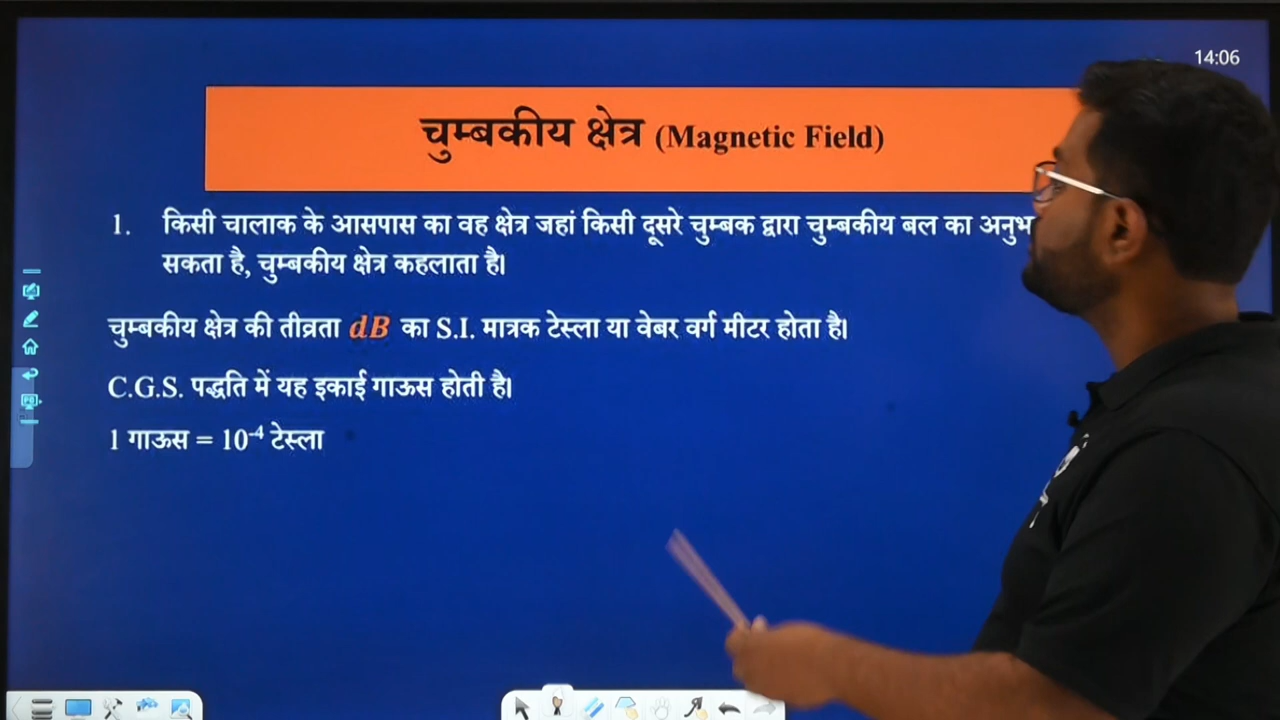 14:06
चुम्बकीय क्षेत्र (Magnetic Field)
1. किसी चालाक के आसपास का वह क्षेत्र जहां किसी दूसरे चुम्बक द्वारा चुम्बकीय बल का
सकता है, चुम्बकीय क्षेत्र कहलाता है।
चुम्बकीय क्षेत्र की तीव्रता dB का S.I. मात्रक टेस्ला या वेबर वर्ग मीटर होता है।
C.G.S. पद्धति में यह इकाई गाऊस होती है।
1 गाऊस = 10⁻⁴ टेस्ला